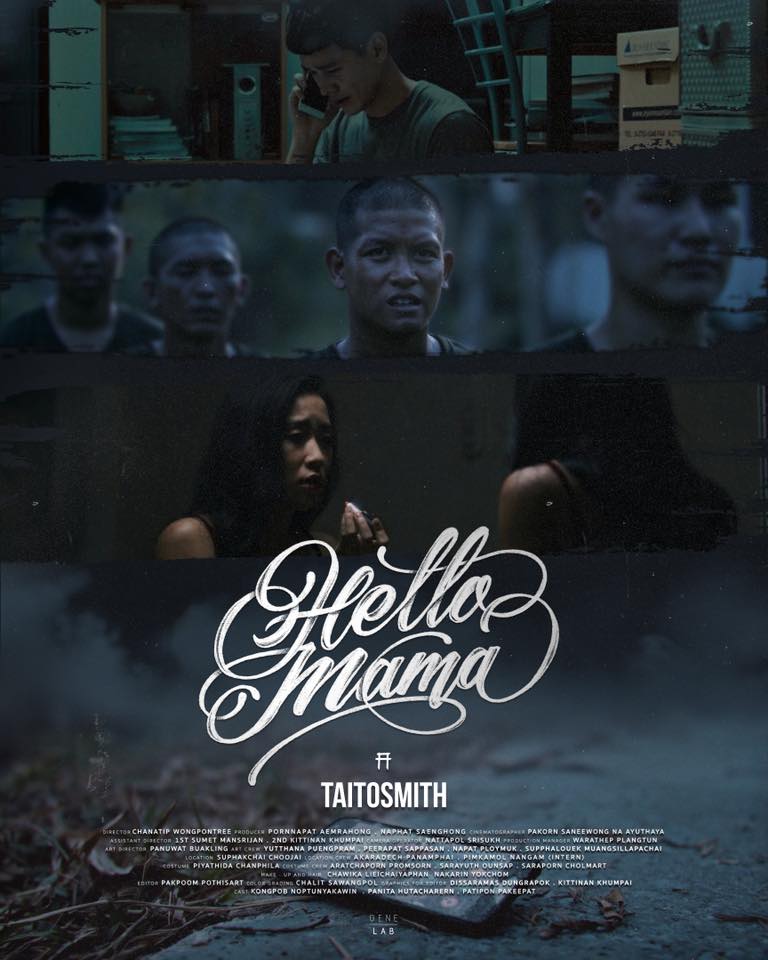 Hello
mama
TAITOSMITH
DIRECTOR CHANATIP WONGPONTREE PRODUCER PORNNAPAT AEMRAHONG . NAPHAT SAENGHONG CINEMATOGRAPHER PAKORN SANEEWONG NA AYUTHAYA
ASSISTANT DIRECTOR 1ST SUMET MANSRIJAN . 2ND KITTINAN KHUMPAI CAMERA OPERATOR NATTAPOL SRISUKH PRODUCTION MANAGER WARATHEP PLANGTUN
ART DIRECTOR PANUWAT BUAKLING ART CREW YUTTHANA PUENGPRAM . PEERAPAT SAPPASAN . NAPAT PLOYMUK . SUPPHALOUEK MUANGSILLAPACHAI
LOCATION SUPHAKCHAI CHOOJAI LOCATION CREW AKARADECH PANAMPHAI . PIMKAMOL NANGAM (INTERN)
COSTUME PIYATHIDA CHANPHILA COSTUME CREW ARATCHAPORN PROMSORN . SARAYUTH OUNSAP . SARAPORN CHOLMART
MAKE - UP AND HAIR CHAWIKA LIEICHAIYAPHAN . NAKARIN YOKCHOM
EDITOR PAKPOOM POTHISART COLOR GRADING CHALIT SAWANGPOL GRAPHICS FOR EDITOR DISSARAMAS DUNGRAPOK . KITTINAN KHUMPAI
CAST KONGPOB NOPTUNYAKAWIN . PANITA HUTACHARERN . PATIPON PAKEEPAT
GENE
LAB